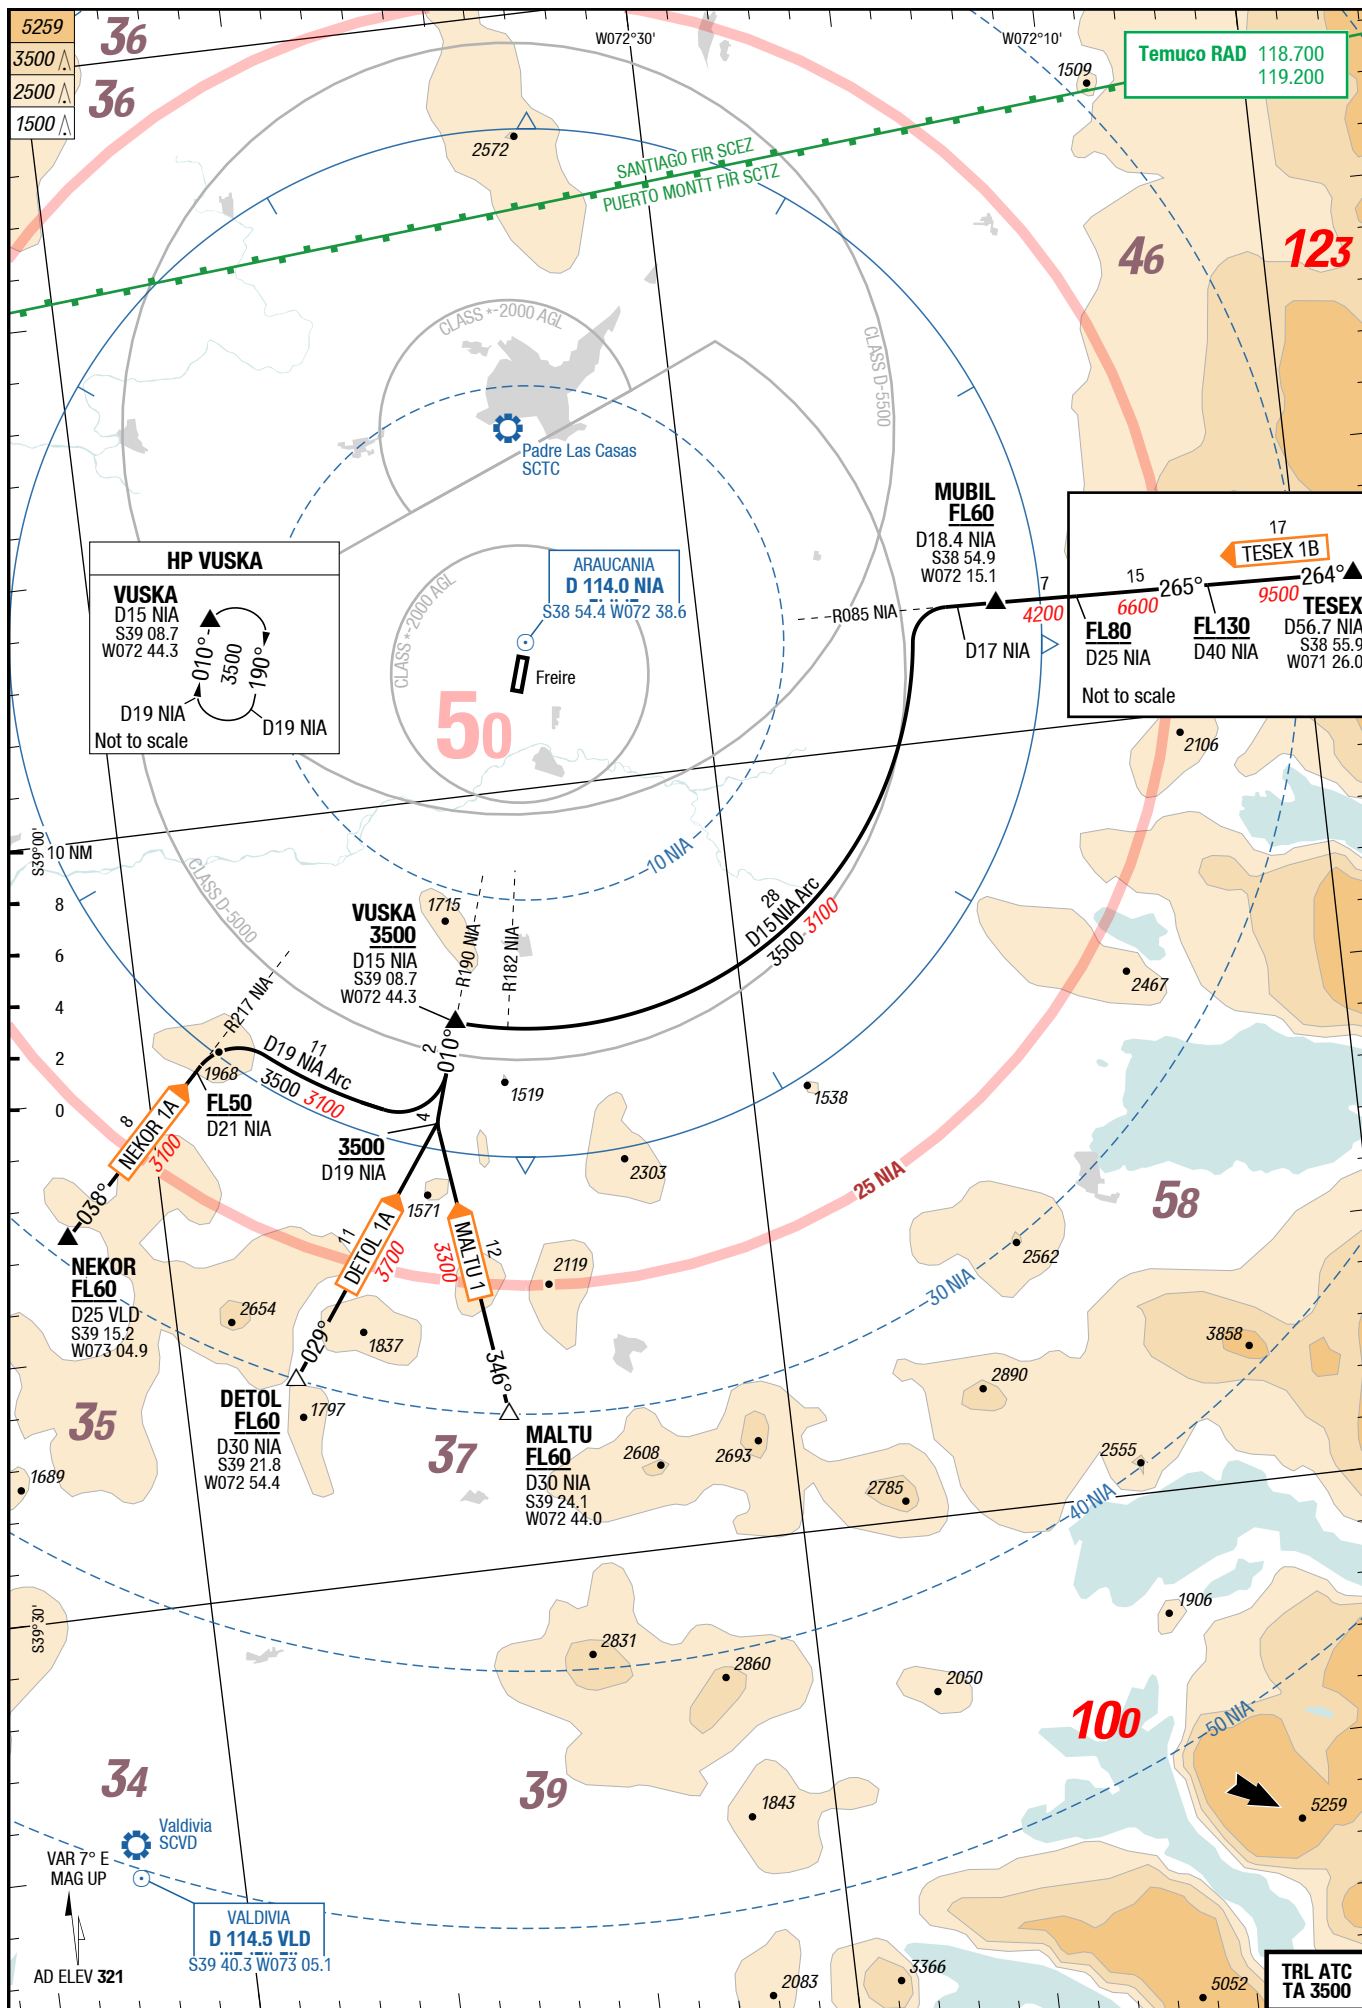 5259
3500
2500
1500
36
36
W072°30'
W072°10'
Temuco RAD 118.700
119.200
1509
2572
SANTIAGO FIR SCEZ
PUERTO MONTT FIR SCTZ
46
123
CLASS *-2000 AGL
CLASS D-5500
Padre Las Casas
SCTC
MUBIL
FL60
D18.4 NIA
S38 54.9
W072 15.1
17
TESEX 1B
7
15
265°
264°
4200
6600
9500
TESEX
D56.7 NIA
S38 55.9
W071 26.0
FL80
D25 NIA
FL130
D40 NIA
Not to scale
R085 NIA
D17 NIA
HP VUSKA
VUSKA
D15 NIA
S39 08.7
W072 44.3
010°
3500
190°
D19 NIA
D19 NIA
Not to scale
ARAUCANIA
D 114.0 NIA
S38 54.4 W072 38.6
CLASS *-2000 AGL
Freire
50
2106
S39°00'
10 NM
8
6
4
2
0
10 NIA
CLASS D-5000
1715
VUSKA
3500
D15 NIA
S39 08.7
W072 44.3
R190 NIA
R182 NIA
28
D15 NIA Arc
3500 3100
2467
R217 NIA
11
D19 NIA Arc
3500 3100
2
010°
1968
FL50
D21 NIA
1519
1538
8
NEKOR 1A
3100
038°
4
3500
D19 NIA
2303
25 NIA
58
1571
NEKOR
FL60
D25 VLD
S39 15.2
W073 04.9
11
DETOL 1A
3700
029°
12
MALTU 1
3300
346°
2119
2562
30 NIA
2654
1837
3858
2890
DETOL
FL60
D30 NIA
S39 21.8
W072 54.4
1797
35
37
MALTU
FL60
D30 NIA
S39 24.1
W072 44.0
2608
2693
2555
1689
2785
40 NIA
S39°30'
1906
2831
2860
2050
100
50 NIA
34
39
1843
5259
Valdivia
SCVD
VAR 7° E
MAG UP
VALDIVIA
D 114.5 VLD
S39 40.3 W073 05.1
AD ELEV 321
2083
3366
5052
TRL ATC
TA 3500